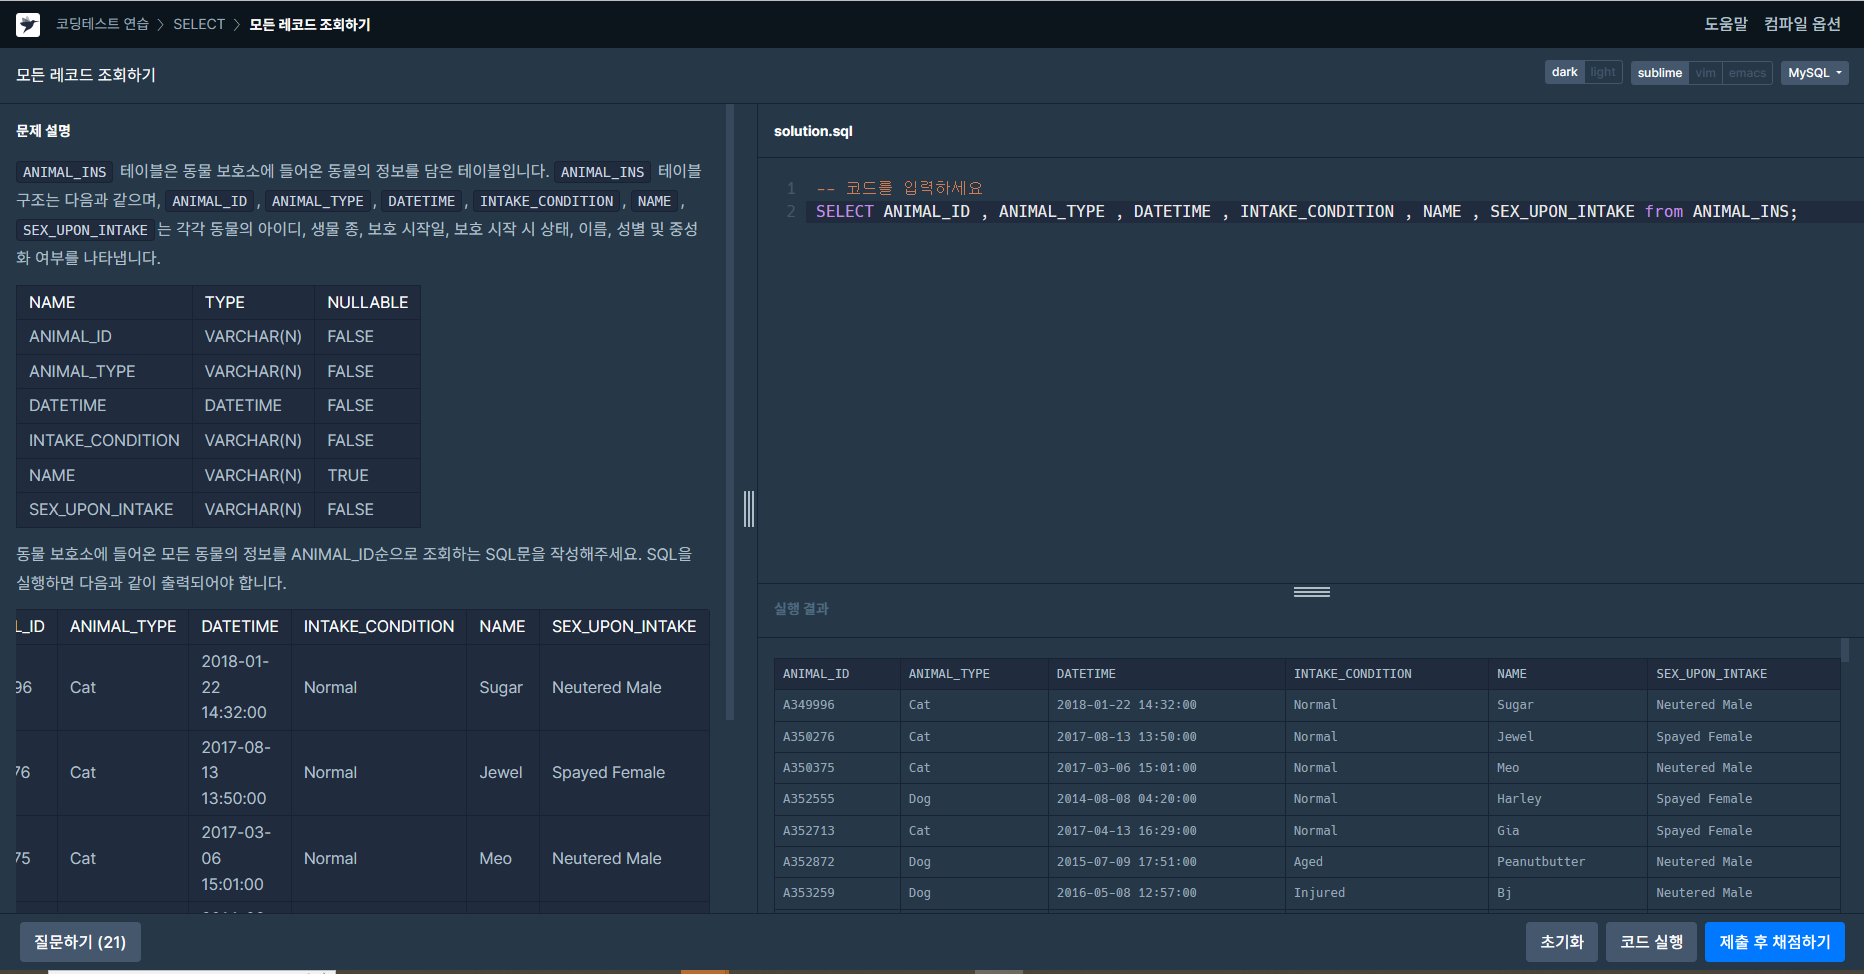 코딩테스트 연습 > SELECT > 모든 레코드 조회하기
도움말 컴파일 옵션
모든 레코드 조회하기
dark light sublime vim emacs MySQL
문제 설명
ANIMAL_INS 테이블은 동물 보호소에 들어온 동물의 정보를 담은 테이블입니다. ANIMAL_INS 테이블
구조는 다음과 같으며, ANIMAL_ID , ANIMAL_TYPE , DATETIME , INTAKE_CONDITION , NAME ,
SEX_UPON_INTAKE 는 각각 동물의 아이디, 생물 종, 보호 시작일, 보호 시작 시 상태, 이름, 성별 및 중성
화 여부를 나타냅니다.
NAME TYPE NULLABLE
ANIMAL_ID VARCHAR(N) FALSE
ANIMAL_TYPE VARCHAR(N) FALSE
DATETIME DATETIME FALSE
INTAKE_CONDITION VARCHAR(N) FALSE
NAME VARCHAR(N) TRUE
SEX_UPON_INTAKE VARCHAR(N) FALSE
동물 보호소에 들어온 모든 동물의 정보를 ANIMAL_ID순으로 조회하는 SQL문을 작성해주세요. SQL을
실행하면 다음과 같이 출력되어야 합니다.
L_ID ANIMAL_TYPE DATETIME INTAKE_CONDITION NAME SEX_UPON_INTAKE
96 Cat 2018-01-22 14:32:00 Normal Sugar Neutered Male
76 Cat 2017-08-13 13:50:00 Normal Jewel Spayed Female
75 Cat 2017-03-06 15:01:00 Normal Meo Neutered Male
solution.sql
1 -- 코드를 입력하세요
2 SELECT ANIMAL_ID , ANIMAL_TYPE , DATETIME , INTAKE_CONDITION , NAME , SEX_UPON_INTAKE from ANIMAL_INS;
실행 결과
ANIMAL_ID ANIMAL_TYPE DATETIME INTAKE_CONDITION NAME SEX_UPON_INTAKE
A349996 Cat 2018-01-22 14:32:00 Normal Sugar Neutered Male
A350276 Cat 2017-08-13 13:50:00 Normal Jewel Spayed Female
A350375 Cat 2017-03-06 15:01:00 Normal Meo Neutered Male
A352555 Dog 2014-08-08 04:20:00 Normal Harley Spayed Female
A352713 Cat 2017-04-13 16:29:00 Normal Gia Spayed Female
A352872 Dog 2015-07-09 17:51:00 Aged Peanutbutter Neutered Male
A353259 Dog 2016-05-08 12:57:00 Injured Bj Neutered Male
질문하기 (21)
초기화 코드 실행 제출 후 채점하기